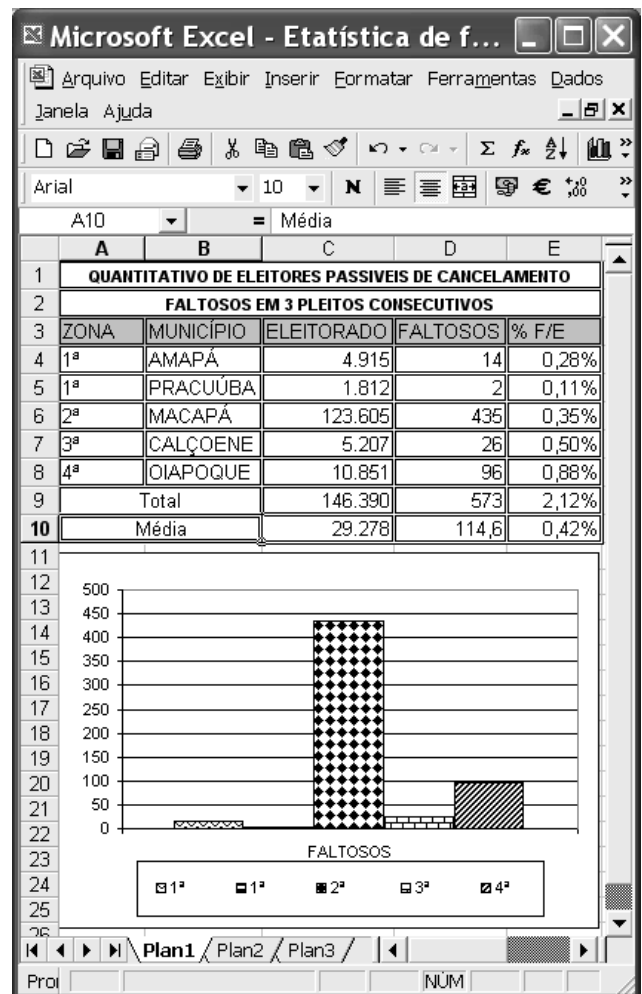 Microsoft Excel - Etatística de f...
Arquivo Editar Exibir Inserir Formatar Ferramentas Dados
Janela Ajuda
Arial 10 N
A10 = Média
A B C D E
1 QUANTITATIVO DE ELEITORES PASSIVEIS DE CANCELAMENTO
2 FALTOSOS EM 3 PLEITOS CONSECUTIVOS
3 ZONA MUNICÍPIO ELEITORADO FALTOSOS % F/E
4 1ª AMAPÁ 4.915 14 0,28%
5 1ª PRACUÚBA 1.812 2 0,11%
6 2ª MACAPÁ 123.605 435 0,35%
7 3ª CALÇOENE 5.207 26 0,50%
8 4ª OIAPOQUE 10.851 96 0,88%
9 Total 146.390 573 2,12%
10 Média 29.278 114,6 0,42%
11
12 500
13 450
14 400
15 350
16 300
17 250
18 200
19 150
20 100
21 50
22 0
23 FALTOSOS
24 1ª 1ª 2ª 3ª 4ª
25
26
Plan1 Plan2 Plan3
NÚM